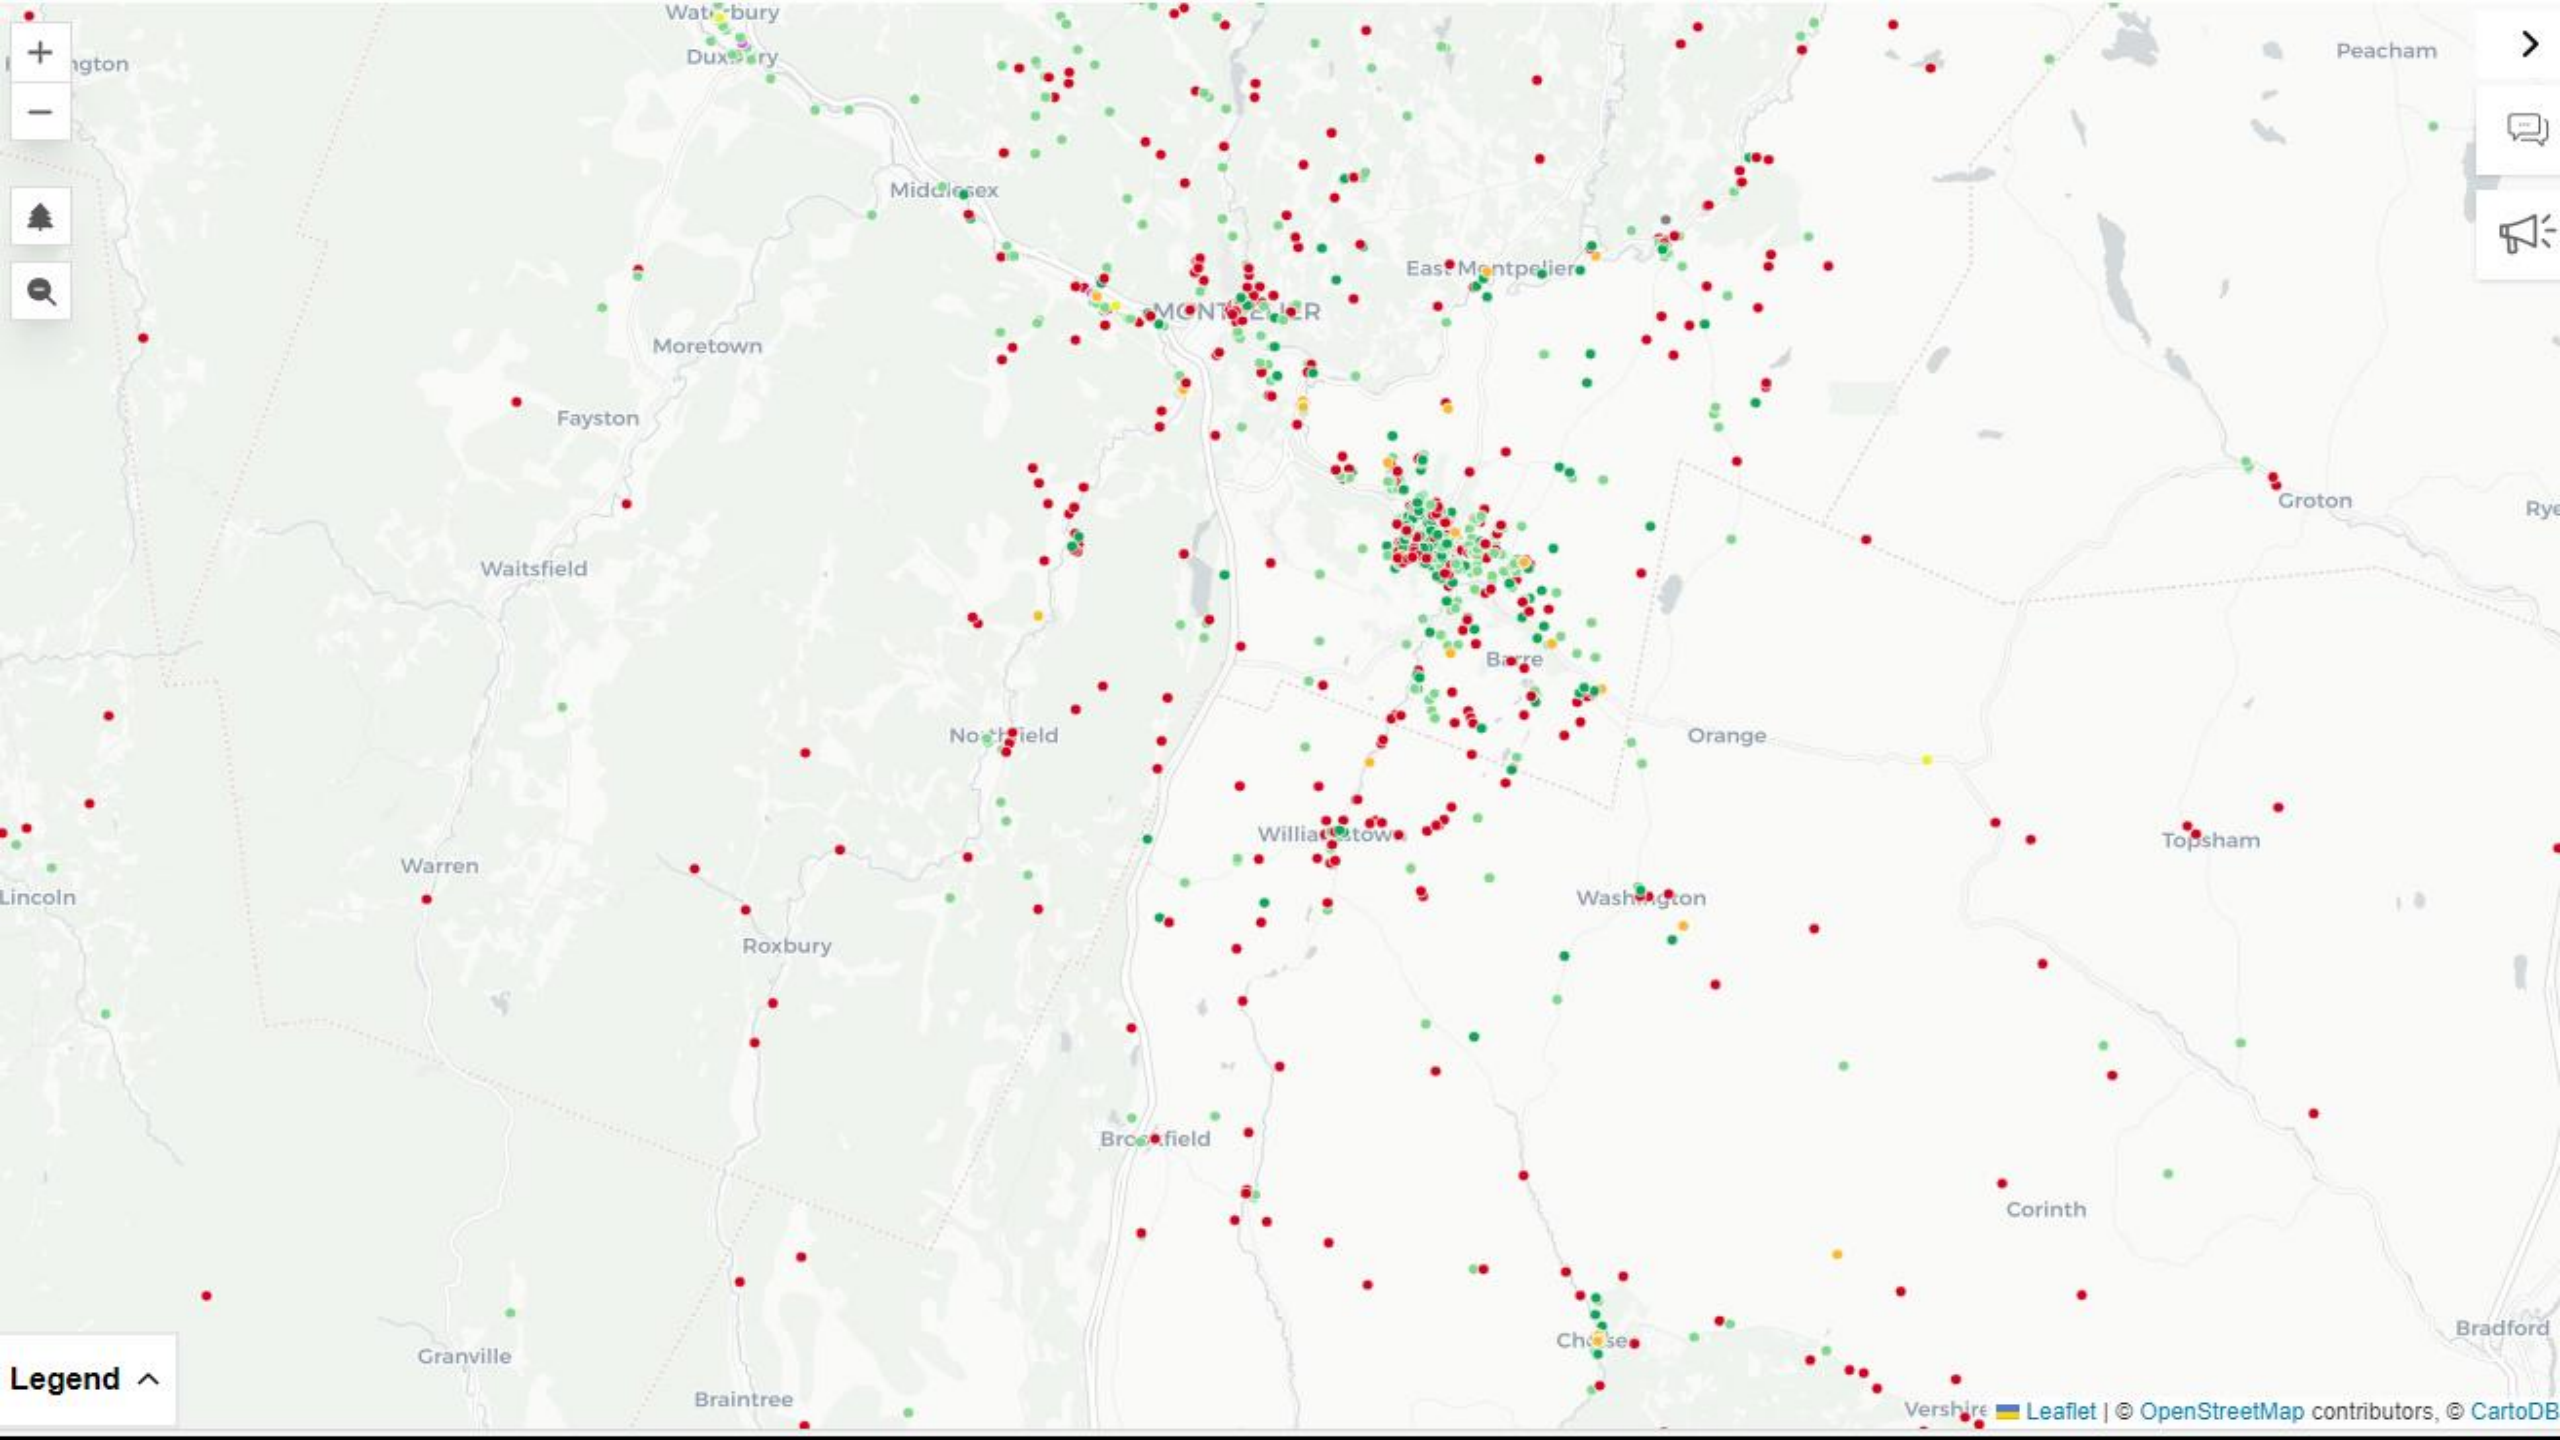 Waterbury
Duxbury
Peacham
Middlesex
East Montpelier
MONTPELIER
Moretown
Fayston
Groton
Waitsfield
Barre
Northfield
Orange
Williamstown
Topsham
Warren
Lincoln
Washington
Roxbury
Brookfield
Corinth
Chelsea
Bradford
Granville
Legend
Braintree
Vershire
Leaflet | © OpenStreetMap contributors, © CartoDB